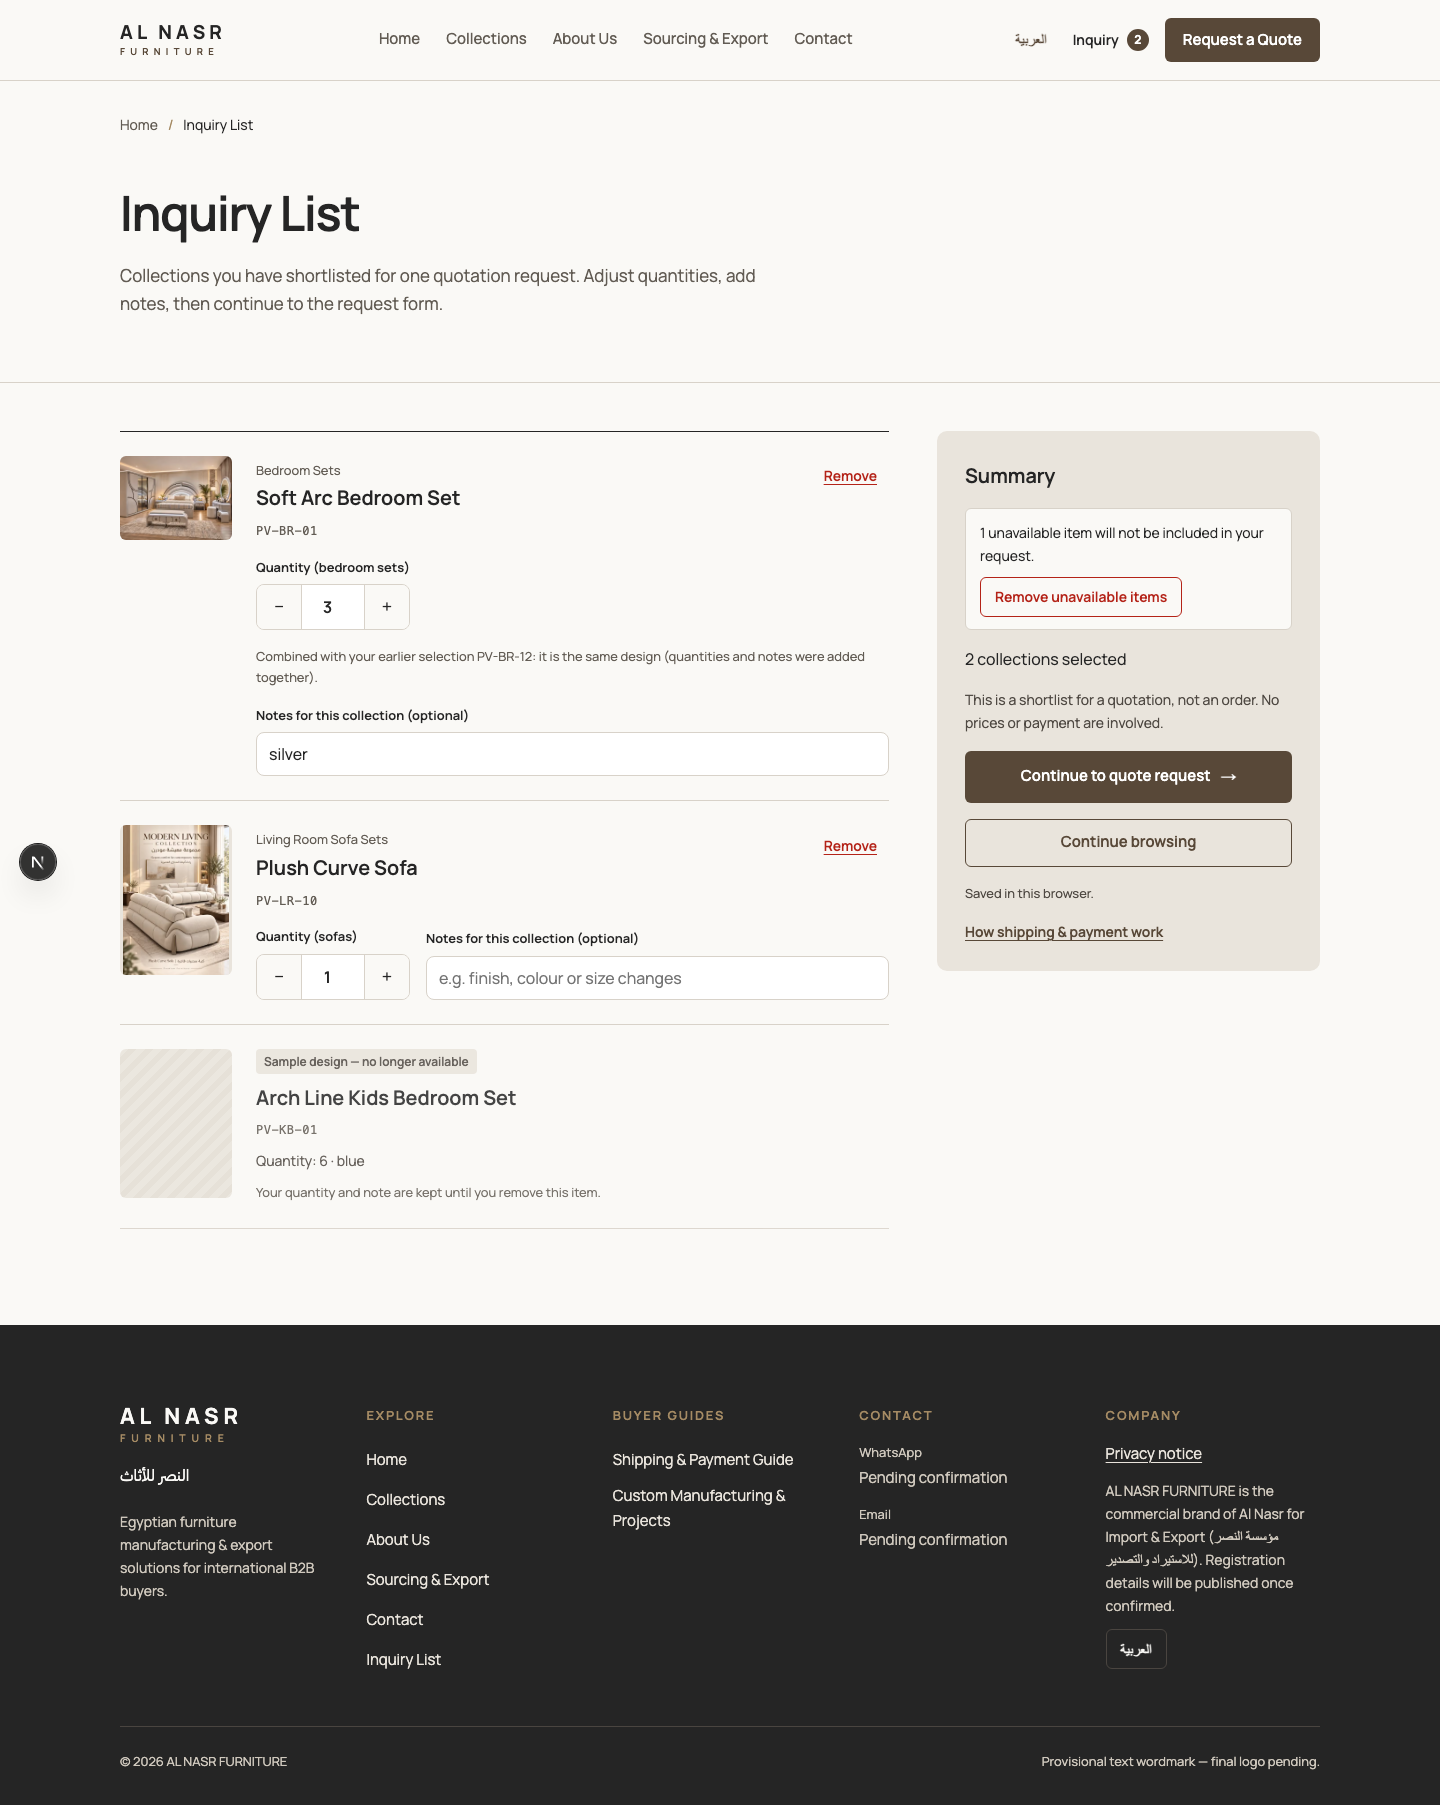 AL NASR
FURNITURE
Home
Collections
About Us
Sourcing & Export
Contact
العربية
Inquiry 2
Request a Quote
Home / Inquiry List
Inquiry List
Collections you have shortlisted for one quotation request. Adjust quantities, add
notes, then continue to the request form.
Bedroom Sets
Remove
Soft Arc Bedroom Set
PV-BR-01
Quantity (bedroom sets)
− 3 +
Combined with your earlier selection PV-BR-12: it is the same design (quantities and notes were added
together).
Notes for this collection (optional)
silver
MODERN LIVING
COLLECTION
Living Room Sofa Sets
Remove
Plush Curve Sofa
PV-LR-10
Quantity (sofas)
− 1 +
Notes for this collection (optional)
e.g. finish, colour or size changes
Sample design — no longer available
Arch Line Kids Bedroom Set
PV-KB-01
Quantity: 6 · blue
Your quantity and note are kept until you remove this item.
Summary
1 unavailable item will not be included in your
request.
Remove unavailable items
2 collections selected
This is a shortlist for a quotation, not an order. No
prices or payment are involved.
Continue to quote request →
Continue browsing
Saved in this browser.
How shipping & payment work
N
AL NASR
FURNITURE
النصر للأثاث
Egyptian furniture
manufacturing & export
solutions for international B2B
buyers.
EXPLORE
Home
Collections
About Us
Sourcing & Export
Contact
Inquiry List
BUYER GUIDES
Shipping & Payment Guide
Custom Manufacturing &
Projects
CONTACT
WhatsApp
Pending confirmation
Email
Pending confirmation
COMPANY
Privacy notice
AL NASR FURNITURE is the
commercial brand of Al Nasr for
Import & Export (مؤسسة النصر
للاستيراد والتصدير). Registration
details will be published once
confirmed.
العربية
© 2026 AL NASR FURNITURE
Provisional text wordmark — final logo pending.